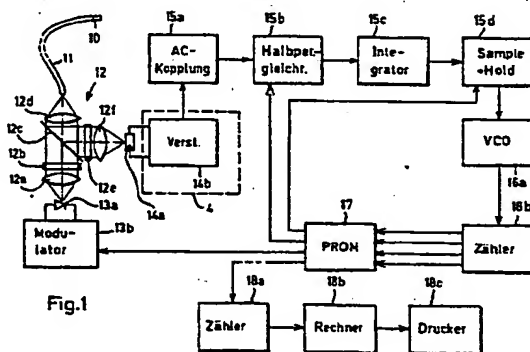 15a
15b
15c
15d
10
AC-
Kopplung
Halbper.
gleichr.
Inte-
grator
Sample
+Hold
11
12
12d
12f
12c
12b
12a
12e
14a
Verst.
14b
4
VCO
16a
13a
Modu-
lator
13b
17
PROM
16b
Zähler
Fig.1
18a
18b
18c
Zähler
Rechner
Drucker